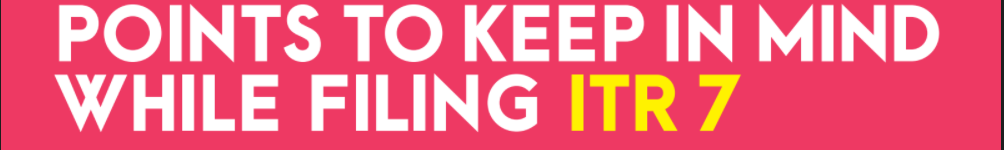 POINTS TO KEEP IN MIND
WHILE FILING ITR 7